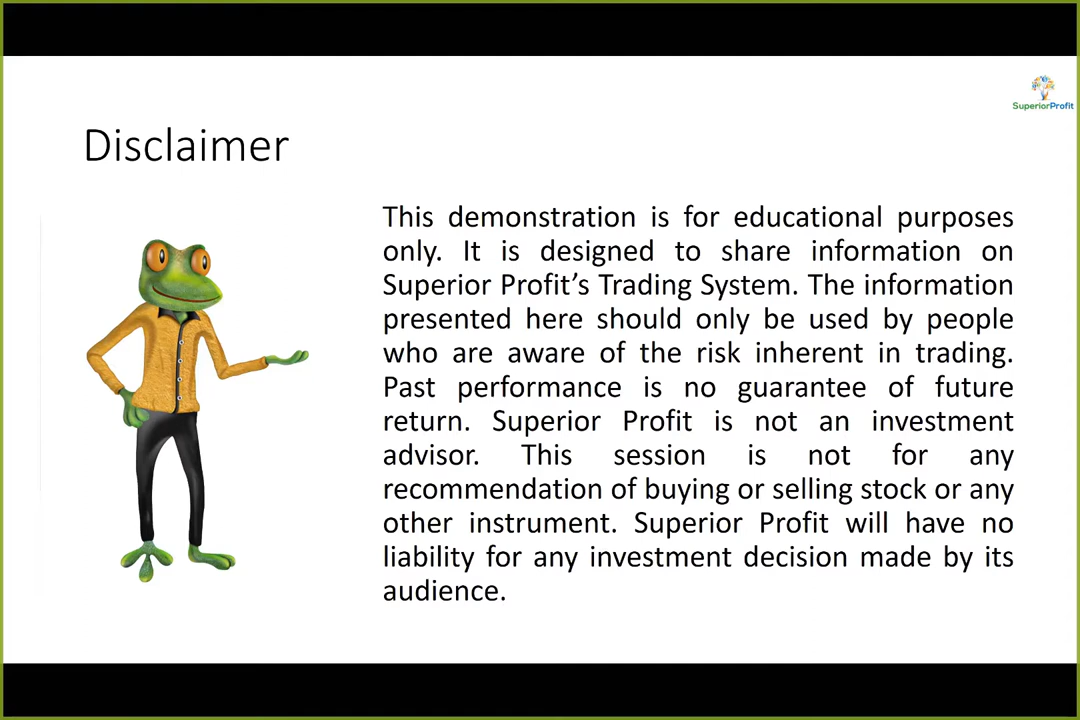 SuperiorProfit
Disclaimer
This demonstration is for educational purposes
only. It is designed to share information on
Superior Profit’s Trading System. The information
presented here should only be used by people
who are aware of the risk inherent in trading.
Past performance is no guarantee of future
return. Superior Profit is not an investment
advisor. This session is not for any
recommendation of buying or selling stock or any
other instrument. Superior Profit will have no
liability for any investment decision made by its
audience.